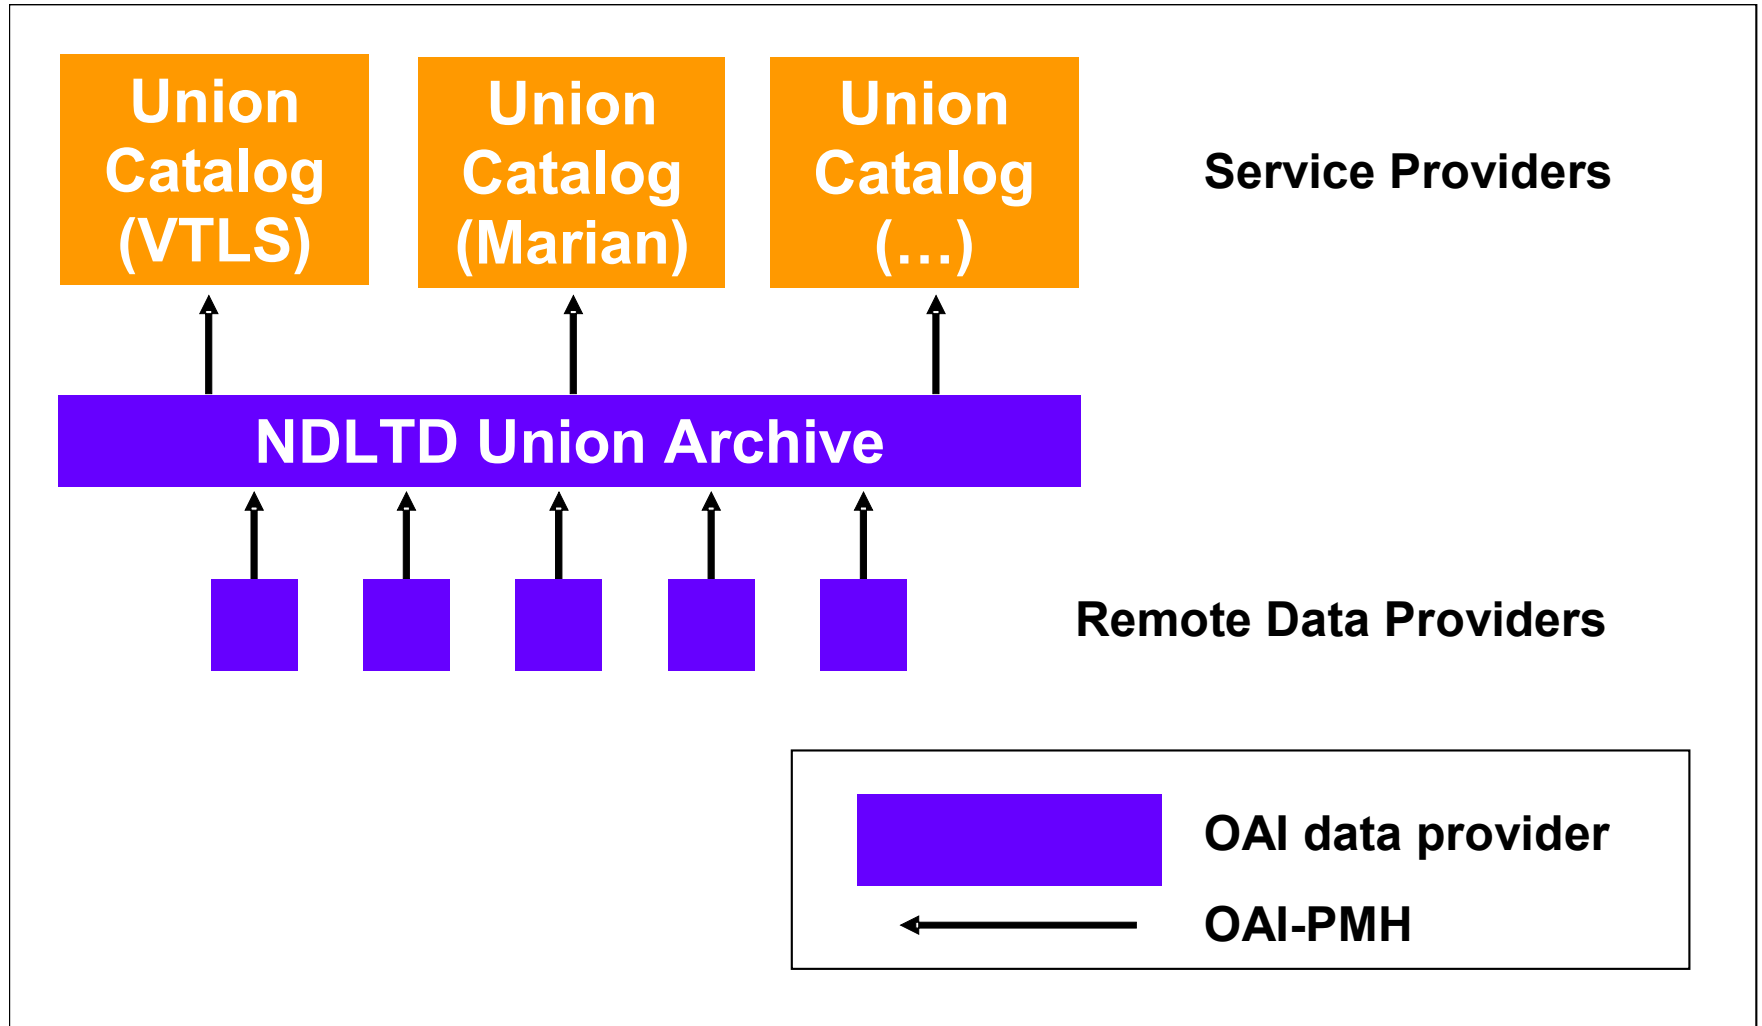 Union
Catalog
(VTLS)
Union
Catalog
(Marian)
Union
Catalog
(…)
Service Providers
NDLTD Union Archive
Remote Data Providers
OAI data provider
OAI-PMH